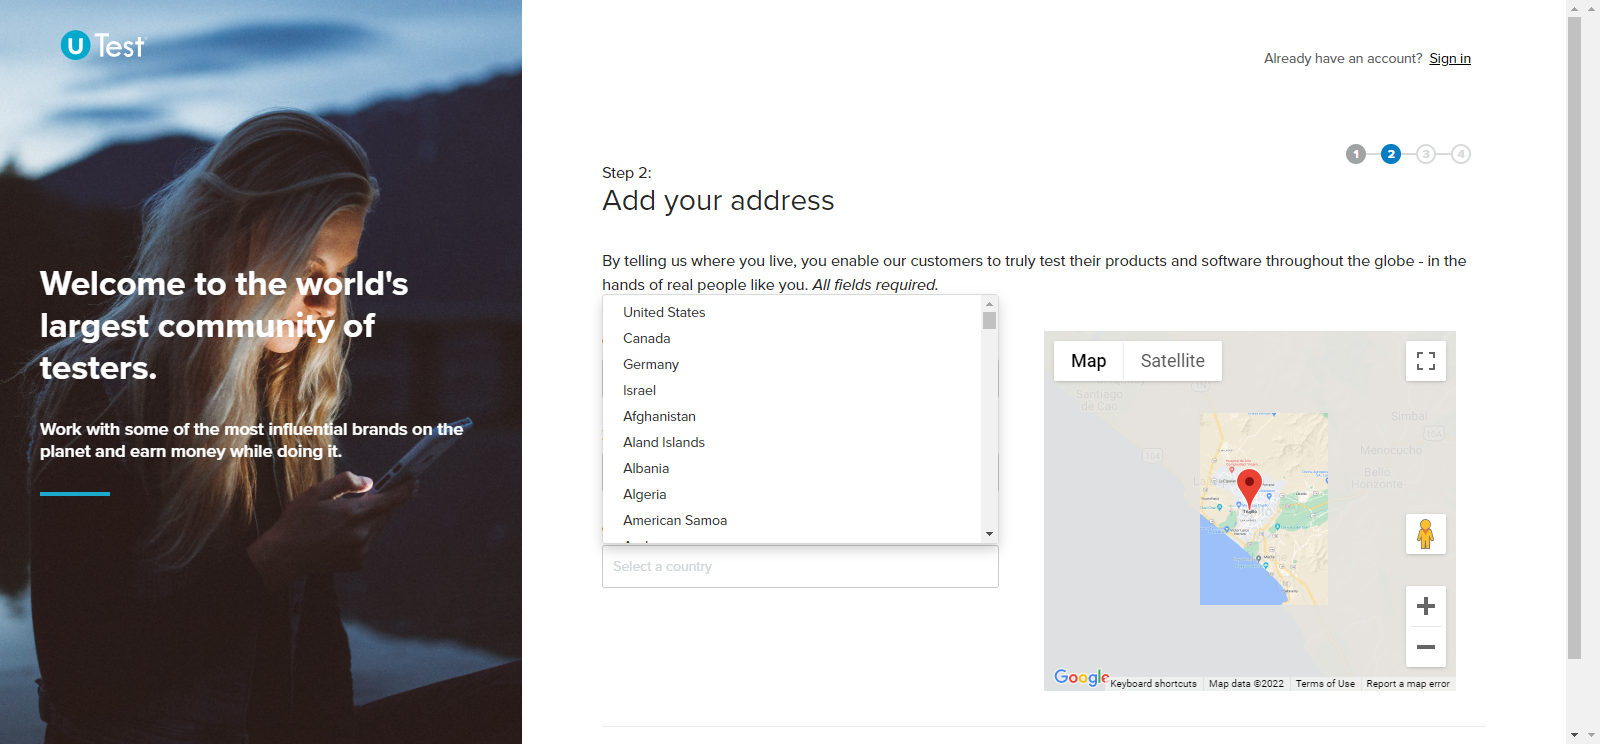 U Test
Already have an account? Sign in
1 2 3 4
Step 2:
Add your address
By telling us where you live, you enable our customers to truly test their products and software throughout the globe - in the
hands of real people like you. All fields required.
Welcome to the world's
largest community of
testers.
Work with some of the most influential brands on the
planet and earn money while doing it.
United States
Canada
Germany
Israel
Afghanistan
Aland Islands
Albania
Algeria
American Samoa
Select a country
Map Satellite
Santiago
de Cao
1N
Simbal
10A
104
Menocucho
Bello
Horizonte
Trujillo
Google
Keyboard shortcuts Map data ©2022 Terms of Use Report a map error